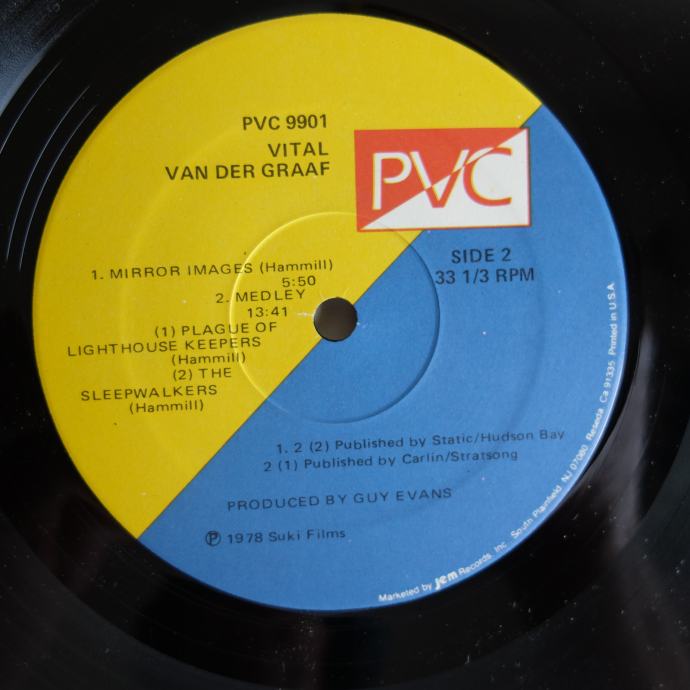 PVC 9901
VITAL
VAN DER GRAAF
PVC
SIDE 2
33 1/3 RPM
1. MIRROR IMAGES (Hammill)
5:50
2. MEDLEY
13:41
(1) PLAGUE OF
LIGHTHOUSE KEEPERS
(Hammill)
(2) THE
SLEEPWALKERS
(Hammill)
1. 2 (2) Published by Static/Hudson Bay
2 (1) Published by Carlin/Stratsong
PRODUCED BY GUY EVANS
Ⓟ 1978 Suki Films
Marketed by jem Records, Inc. South Plainfield, NJ 07080 Reseda, Ca 91335 Printed in U.S.A.